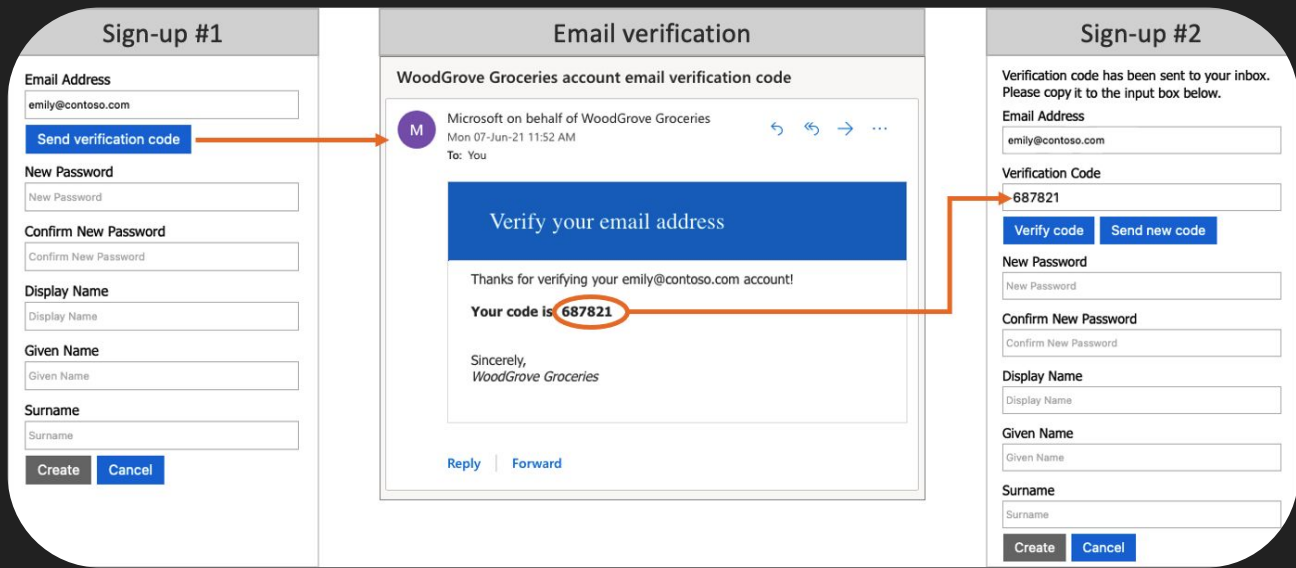 Sign-up #1
Email Address
emily@contoso.com
Send verification code
New Password
New Password
Confirm New Password
Confirm New Password
Display Name
Display Name
Given Name
Given Name
Surname
Surname
Create Cancel
Email verification
WoodGrove Groceries account email verification code
M
Microsoft on behalf of WoodGrove Groceries
Mon 07-Jun-21 11:52 AM
To: You
Verify your email address
Thanks for verifying your emily@contoso.com account!
Your code is 687821
Sincerely,
WoodGrove Groceries
Reply Forward
Sign-up #2
Verification code has been sent to your inbox.
Please copy it to the input box below.
Email Address
emily@contoso.com
Verification Code
687821
Verify code Send new code
New Password
New Password
Confirm New Password
Confirm New Password
Display Name
Display Name
Given Name
Given Name
Surname
Surname
Create Cancel